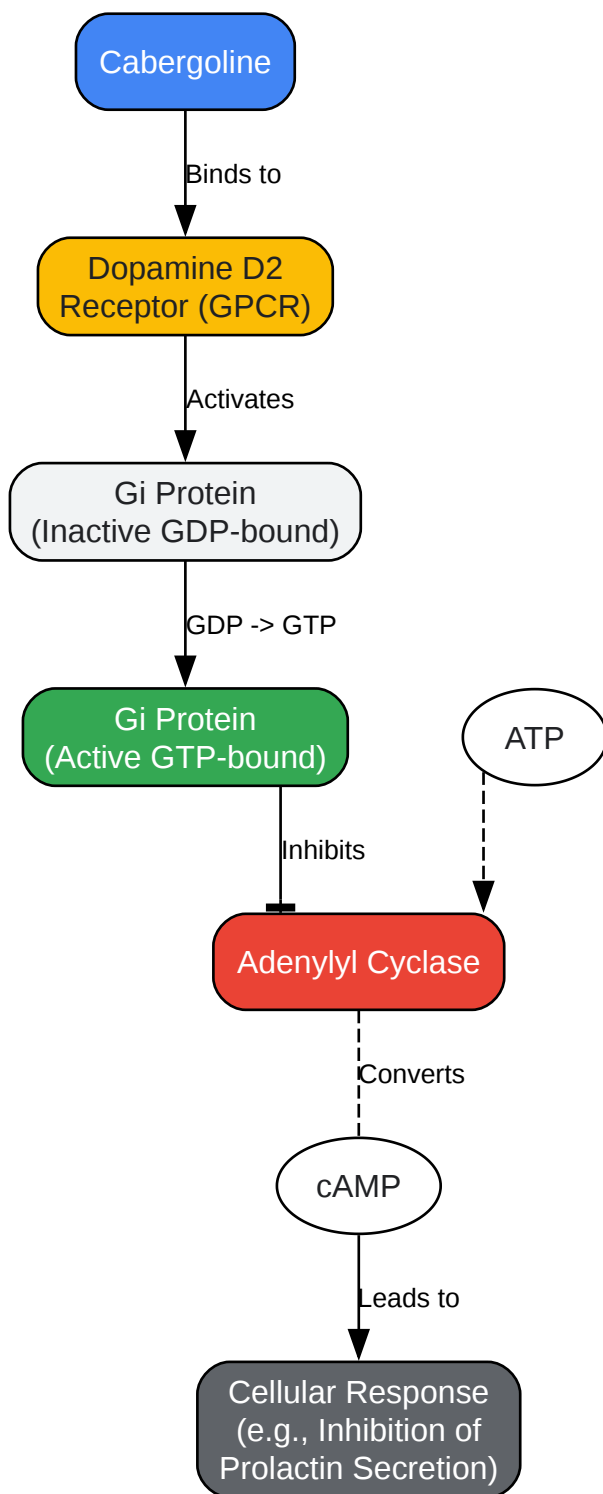 Cabergoline
Binds to
Dopamine D2
Receptor (GPCR)
Activates
Gi Protein
(Inactive GDP-bound)
GDP -> GTP
Gi Protein
(Active GTP-bound)
ATP
Inhibits
Adenylyl Cyclase
Converts
cAMP
Leads to
Cellular Response
(e.g., Inhibition of
Prolactin Secretion)